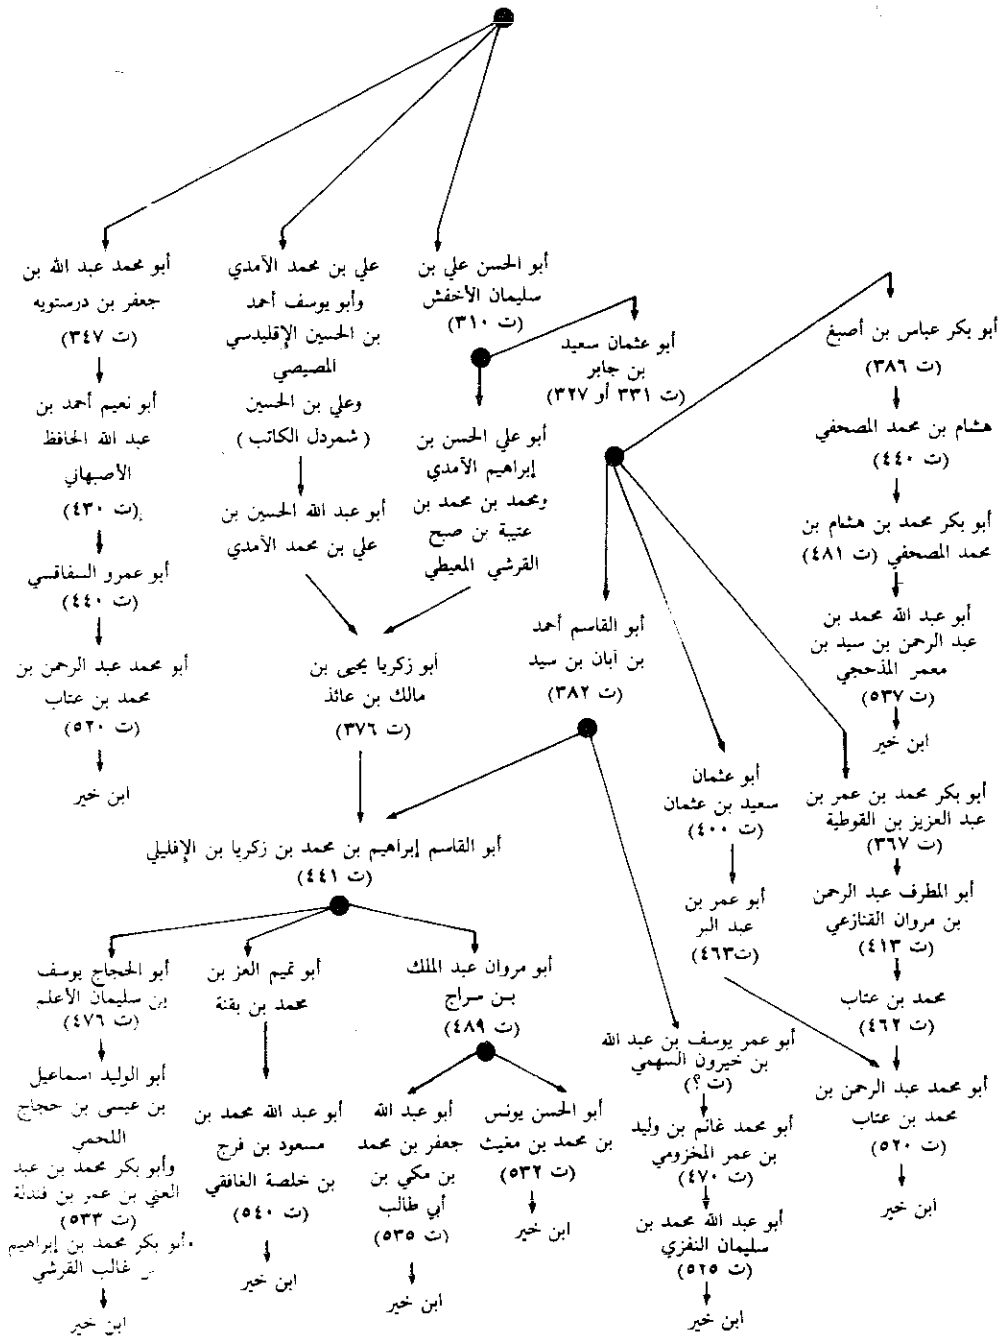 أبو بكر عباس بن أصبغ
(ت ٣٨٦)
هشام بن محمد المصحفي
(ت ٤٤٠)
أبو بكر محمد بن هشام بن
محمد المصحفي (ت ٤٨١)
أبو عبد الله محمد بن
عبد الرحمن بن سيد بن
معمر المذحجي
(ت ٥٣٧)
ابن خير
أبو بكر محمد بن عمر بن
عبد العزيز بن القوطية
(ت ٣٦٧)
أبو المطرف عبد الرحمن
بن مروان القنازعي
(ت ٤١٣)
محمد بن عتاب
(ت ٤٦٢)
أبو محمد عبد الرحمن بن
محمد بن عتاب
(ت ٥٢٠)
ابن خير
أبو عثمان
سعيد بن عثمان
(ت ٤٠٠)
أبو عمر بن
عبد البر
(ت٤٦٣)
أبو عثمان سعيد
بن جابر
(ت ٣٣١ أو ٣٢٧)
أبو القاسم أحمد
بن أبان بن سيد
(ت ٣٨٢)
أبو عمر يوسف بن عبد الله
بن خيرون السهمي
(ت ؟)
أبو محمد غانم بن وليد
بن عمر المخزومي
(ت ٤٧٠)
أبو عبد الله محمد بن
سليمان النفزي
(ت ٥٢٥)
ابن خير
أبو الحسن علي بن
سليمان الأخفش
(ت ٣١٠)
أبو علي الحسن بن
إبراهيم الآمدي
ومحمد بن محمد بن
عتيبة بن صبح
القرشي المعيطي
علي بن محمد الآمدي
وأبو يوسف أحمد
بن الحسين الإقليدسي
المصيصي
وعلي بن الحسين
( شمردل الكاتب )
أبو عبد الله الحسين بن
علي بن محمد الآمدي
أبو زكريا يحيى بن
مالك بن عائذ
(ت ٣٧٦)
أبو القاسم إبراهيم بن محمد بن زكريا بن الإفليلي
(ت ٤٤١)
أبو مروان عبد الملك
بن سراج
(ت ٤٨٩)
أبو الحسن يونس
بن محمد بن مغيث
(ت ٥٣٢)
ابن خير
أبو عبد الله
جعفر بن محمد
بن مكي بن
أبي طالب
(ت ٥٣٥)
ابن خير
أبو تميم العز بن
محمد بن بقنة
أبو عبد الله محمد بن
مسعود بن فرج
بن خلصة الغافقي
(ت ٥٤٠)
ابن خير
أبو الحجاج يوسف
بن سليمان الأعلم
(ت ٤٧٦)
أبو الوليد اسماعيل
بن عيسى بن حجاج
اللخمي
وأبو بكر محمد بن عبد
الغني بن عمر بن فندلة
(ت ٥٣٣)
أبو بكر محمد بن إبراهيم
بن غالب القرشي
ابن خير
أبو محمد عبد الله بن
جعفر بن درستويه
(ت ٣٤٧)
أبو نعيم أحمد بن
عبد الله الحافظ
الأصبهاني
(ت ٤٣٠)
أبو عمرو السفاقسي
(ت ٤٤٠)
أبو محمد عبد الرحمن بن
محمد بن عتاب
(ت ٥٢٠)
ابن خير